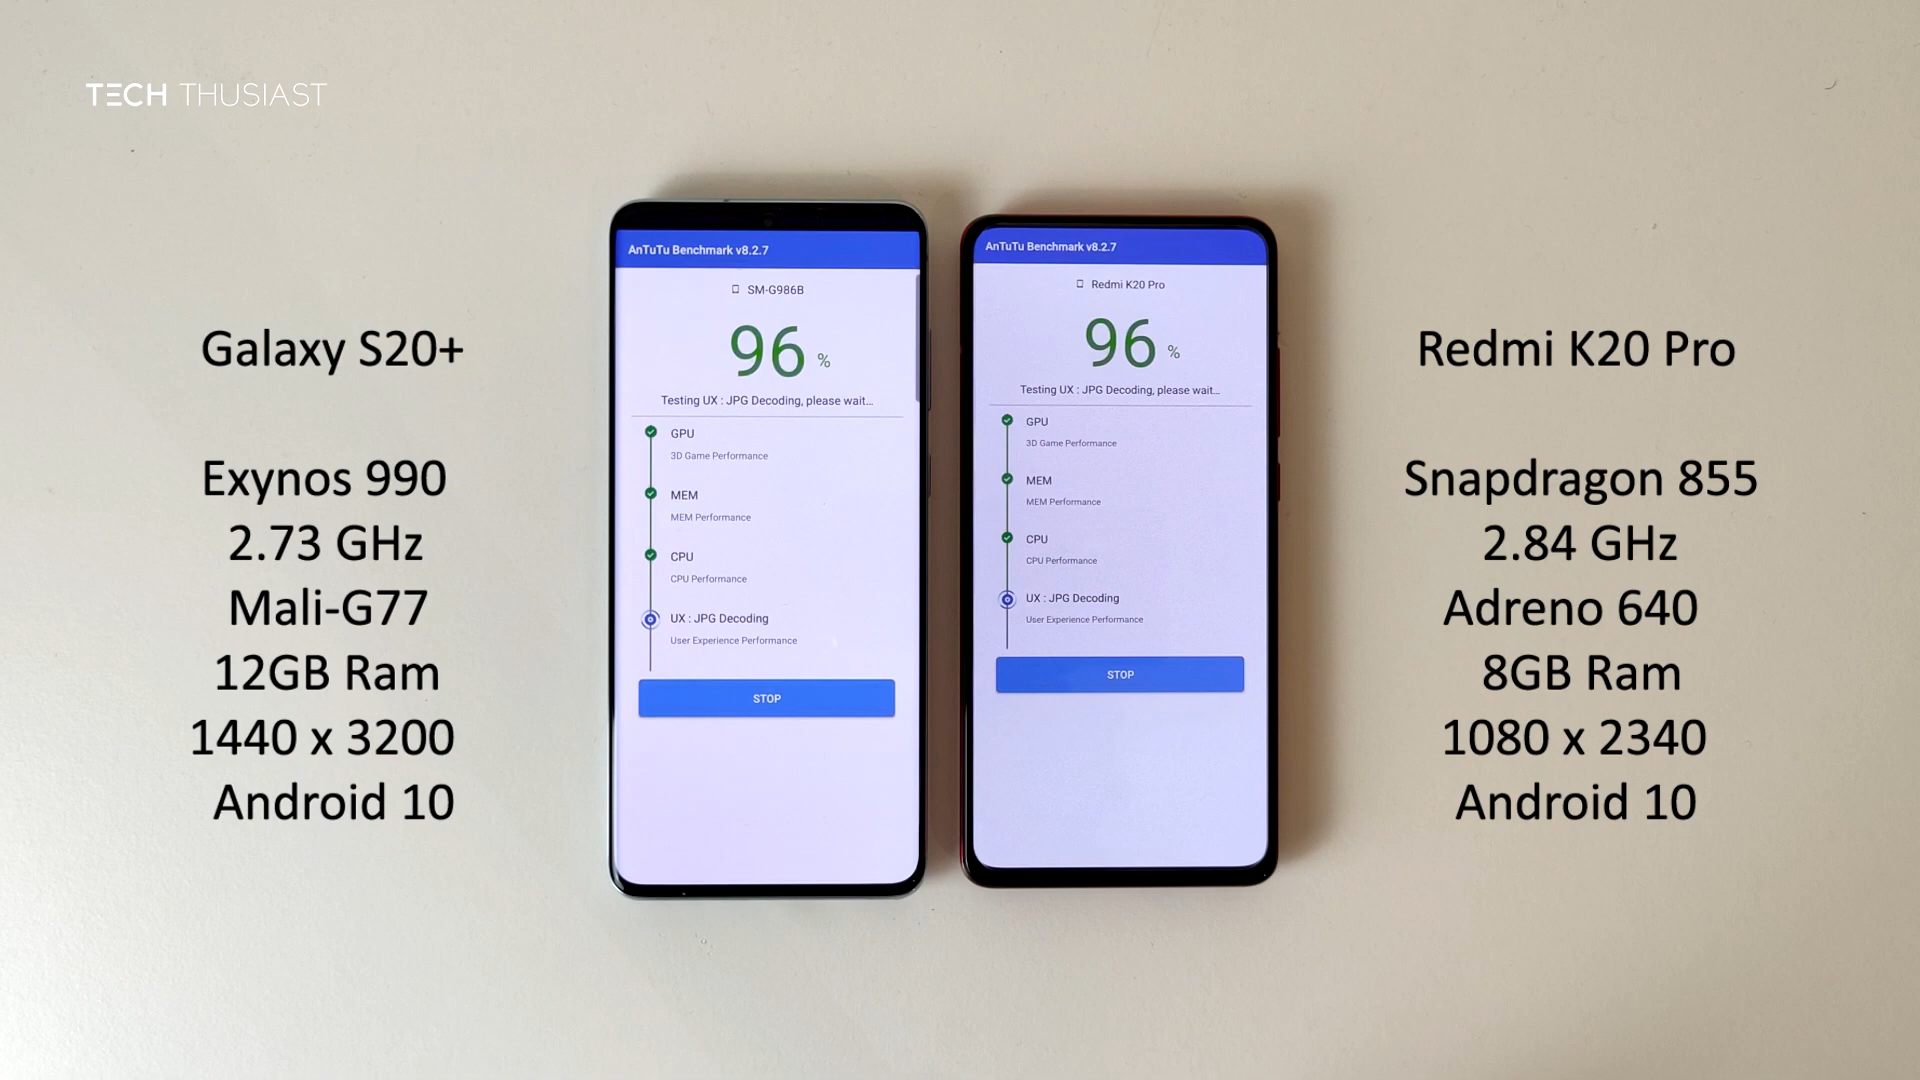 TECH THUSIAST
Galaxy S20+
Exynos 990
2.73 GHz
Mali-G77
12GB Ram
1440 x 3200
Android 10
AnTuTu Benchmark v8.2.7
SM-G986B
96 %
Testing UX : JPG Decoding, please wait...
GPU
3D Game Performance
MEM
MEM Performance
CPU
CPU Performance
UX : JPG Decoding
User Experience Performance
STOP
AnTuTu Benchmark v8.2.7
Redmi K20 Pro
96 %
Testing UX : JPG Decoding, please wait...
GPU
3D Game Performance
MEM
MEM Performance
CPU
CPU Performance
UX : JPG Decoding
User Experience Performance
STOP
Redmi K20 Pro
Snapdragon 855
2.84 GHz
Adreno 640
8GB Ram
1080 x 2340
Android 10